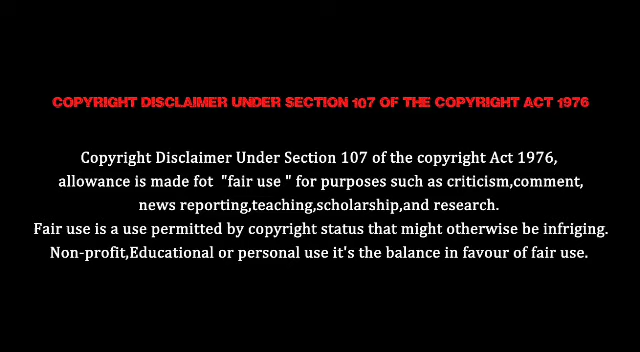 COPYRIGHT DISCLAIMER UNDER SECTION 107 OF THE COPYRIGHT ACT 1976
Copyright Disclaimer Under Section 107 of the copyright Act 1976,
allowance is made fot "fair use " for purposes such as criticism,comment,
news reporting,teaching,scholarship,and research.
Fair use is a use permitted by copyright status that might otherwise be infriging.
Non-profit,Educational or personal use it's the balance in favour of fair use.